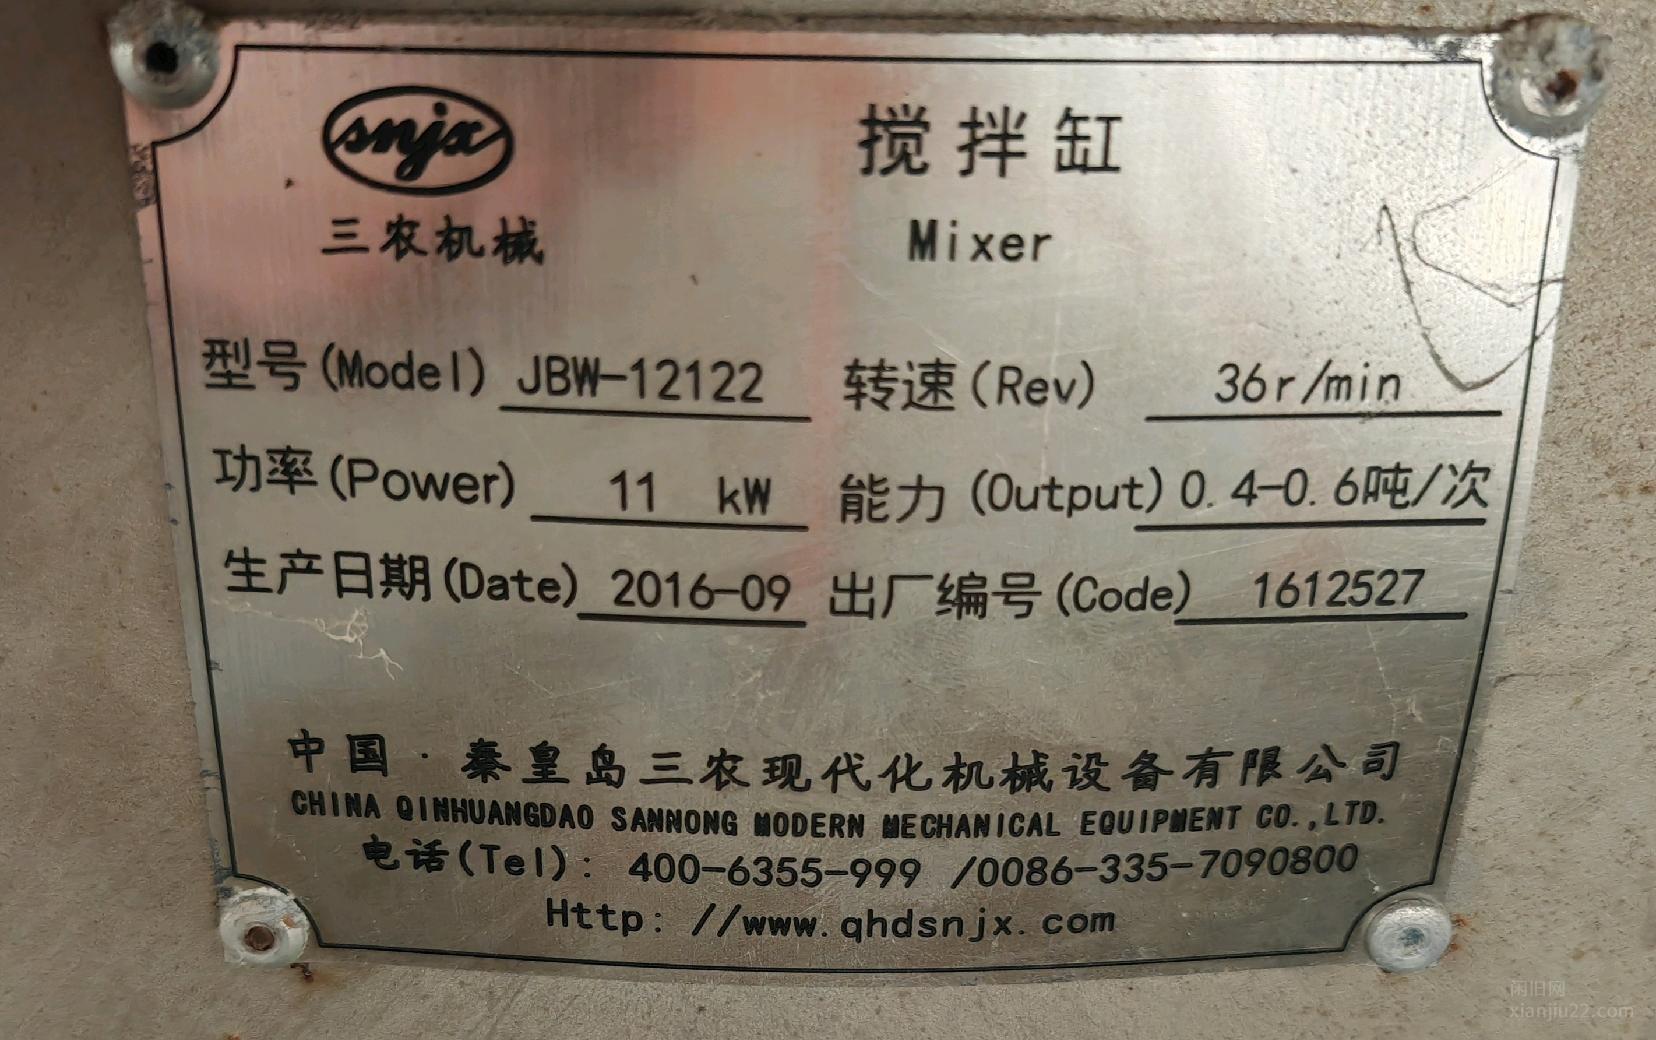 snjx 搅拌缸
三农机械 Mixer
型号(Model) JBW-12122 转速(Rev) 36r/min
功率(Power) 11 kW 能力(Output) 0.4-0.6吨/次
生产日期(Date) 2016-09 出厂编号(Code) 1612527
中国·秦皇岛三农现代化机械设备有限公司
CHINA QINHUANGDAO SANNONG MODERN MECHANICAL EQUIPMENT CO.,LTD.
电话(Tel): 400-6355-999 /0086-335-7090800
Http: //www.qhdsnjx.com
闲旧网
xianjiu22.com